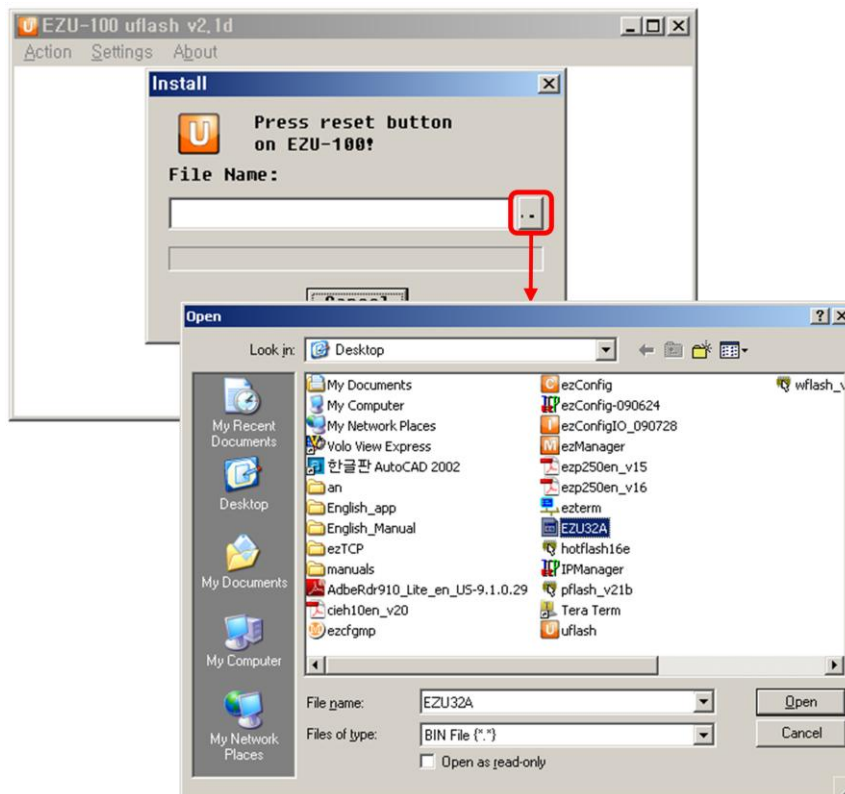 EZU-100 uflash v2,1d
Action Settings About
Install
Press reset button
on EZU-100!
File Name:
..
Cancel
Open
Look in:
Desktop
My Recent
Documents
Desktop
My Documents
My Computer
My Network
Places
My Documents
My Computer
My Network Places
Volo View Express
한글판 AutoCAD 2002
an
English_app
English_Manual
ezTCP
manuals
AdbeRdr910_Lite_en_US-9.1.0.29
cieh10en_v20
ezcfgmp
ezConfig
ezConfig-090624
ezConfigIO_090728
ezManager
ezp250en_v15
ezp250en_v16
ezterm
EZU32A
hotflash16e
IPManager
pflash_v21b
Tera Term
uflash
wflash_v
File name:
EZU32A
Open
Files of type:
BIN File {*.*}
Cancel
Open as read-only